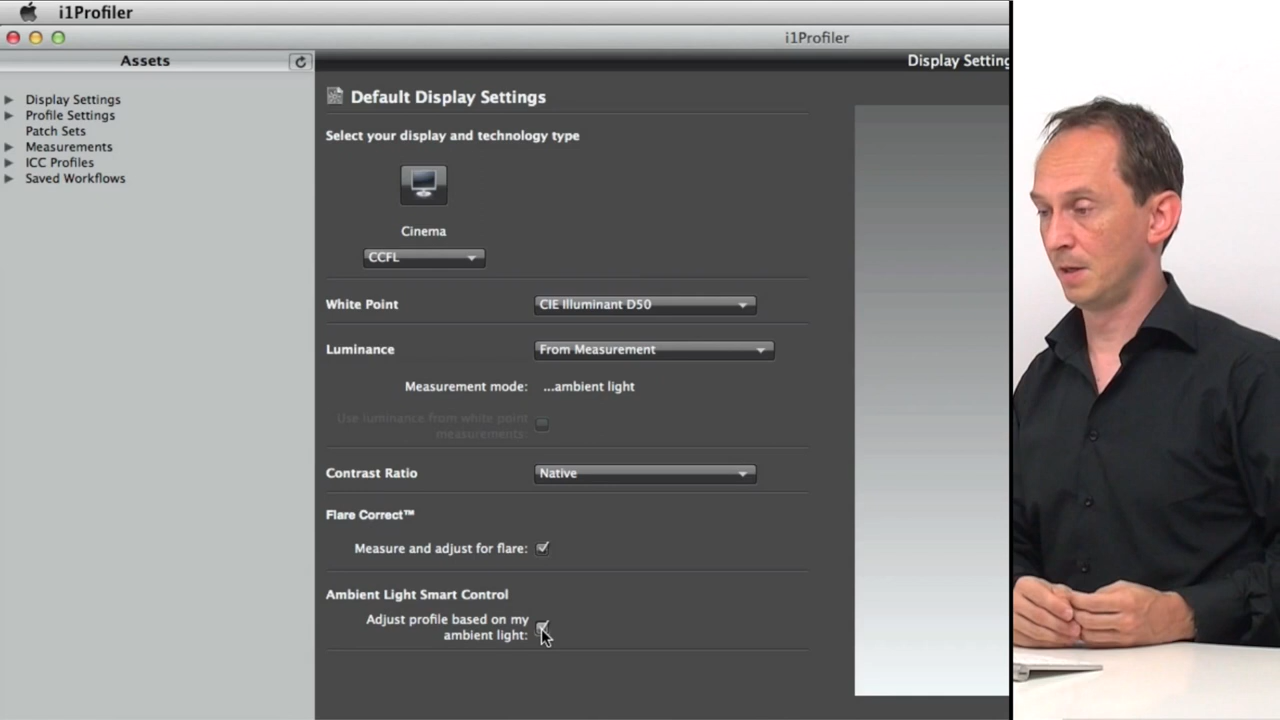 i1Profiler
i1Profiler
Assets
Display Settings
Profile Settings
Patch Sets
Measurements
ICC Profiles
Saved Workflows
Display Setting
Default Display Settings
Select your display and technology type
Cinema
CCFL
White Point
CIE Illuminant D50
Luminance
From Measurement
Measurement mode: ...ambient light
Use luminance from white point
measurements:
Contrast Ratio
Native
Flare Correct™
Measure and adjust for flare:
Ambient Light Smart Control
Adjust profile based on my
ambient light: